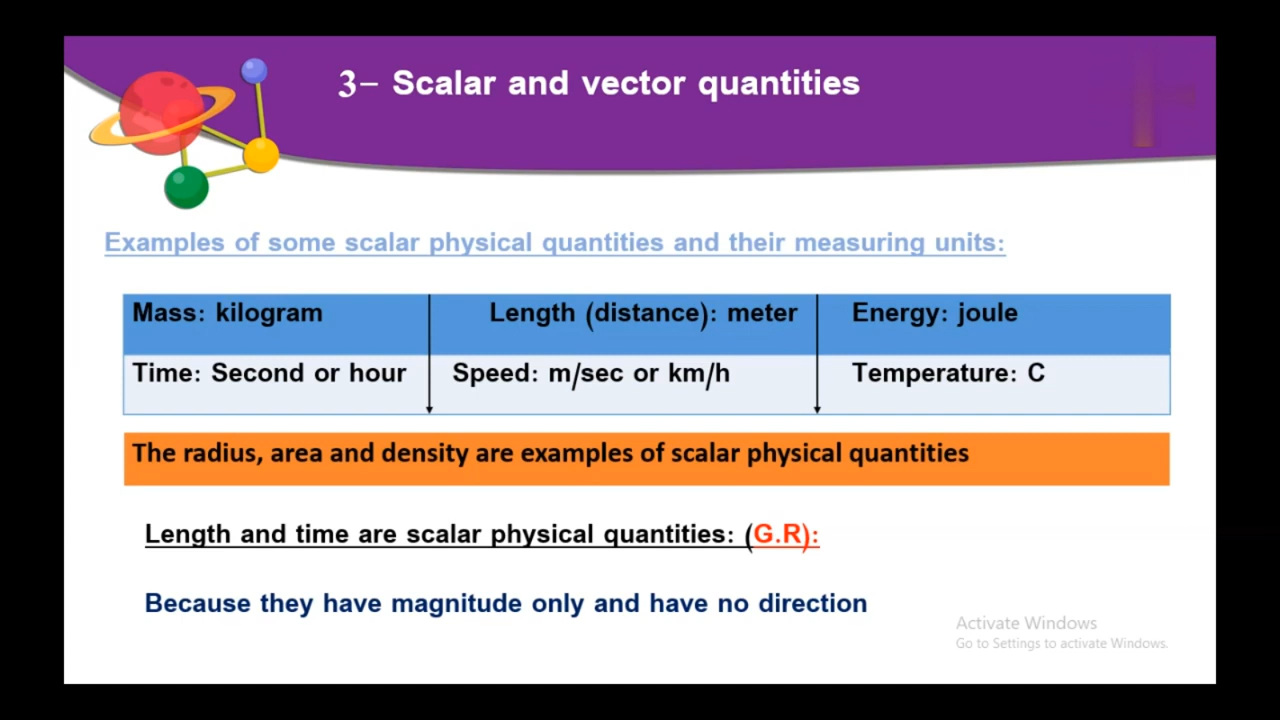 3- Scalar and vector quantities
Examples of some scalar physical quantities and their measuring units:
Mass: kilogram
Length (distance): meter
Energy: joule
Time: Second or hour
Speed: m/sec or km/h
Temperature: C
The radius, area and density are examples of scalar physical quantities
Length and time are scalar physical quantities: (G.R):
Because they have magnitude only and have no direction
Activate Windows
Go to Settings to activate Windows.